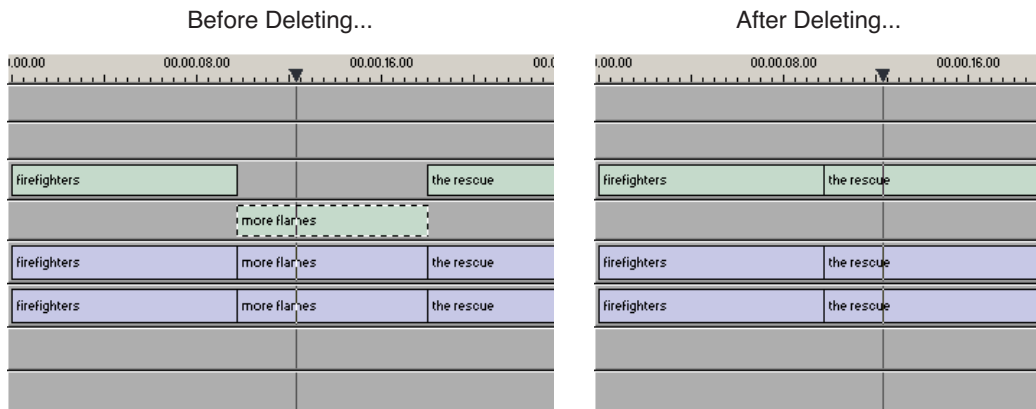 Before Deleting...
After Deleting...
:.00.00 00.00.08.00 00.00.16.00 00.0
:.00.00 00.00.08.00 00.00.16.00
firefighters the rescue
firefighters the rescue
more flames
firefighters more flames the rescue
firefighters the rescue
firefighters more flames the rescue
firefighters the rescue